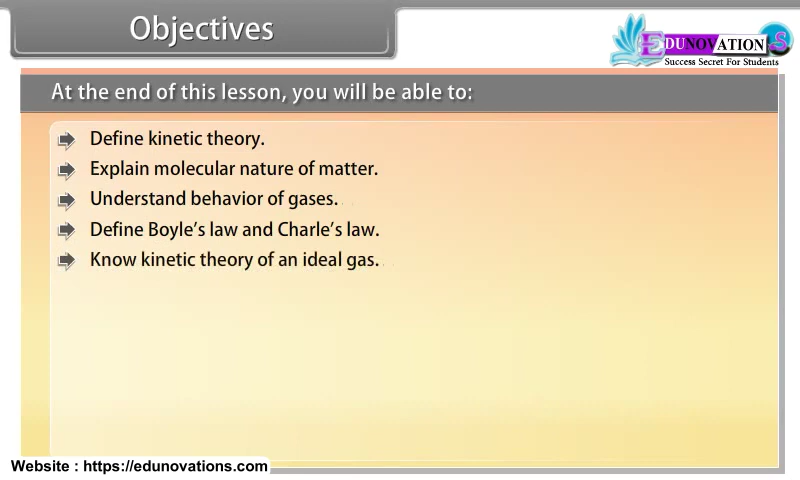 Objectives
EDUNOVATIONS
Success Secret For Students
At the end of this lesson, you will be able to:
Define kinetic theory.
Explain molecular nature of matter.
Understand behavior of gases.
Define Boyle's law and Charle's law.
Know kinetic theory of an ideal gas.
Website : https://edunovations.com